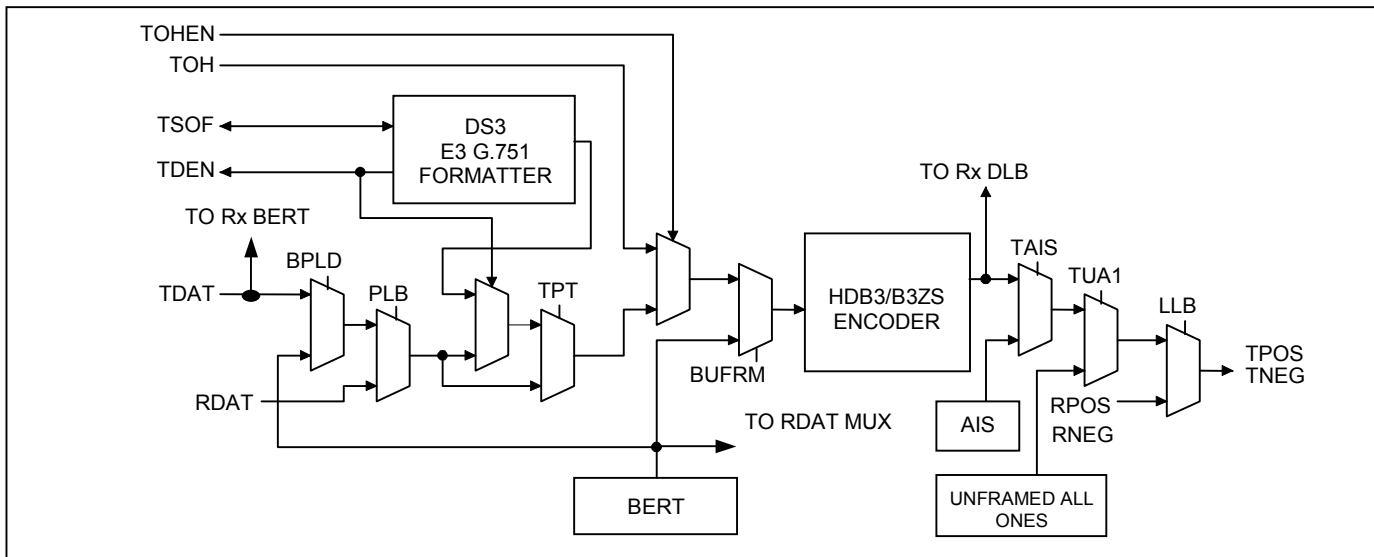 TOHEN
TOH
TSOF
TDEN
DS3
E3 G.751
FORMATTER
TO Rx BERT
TDAT
BPLD
PLB
RDAT
TPT
BUFRM
HDB3/B3ZS
ENCODER
TO Rx DLB
TAIS
TUA1
LLB
TPOS
TNEG
RPOS
RNEG
AIS
TO RDAT MUX
BERT
UNFRAMED ALL
ONES